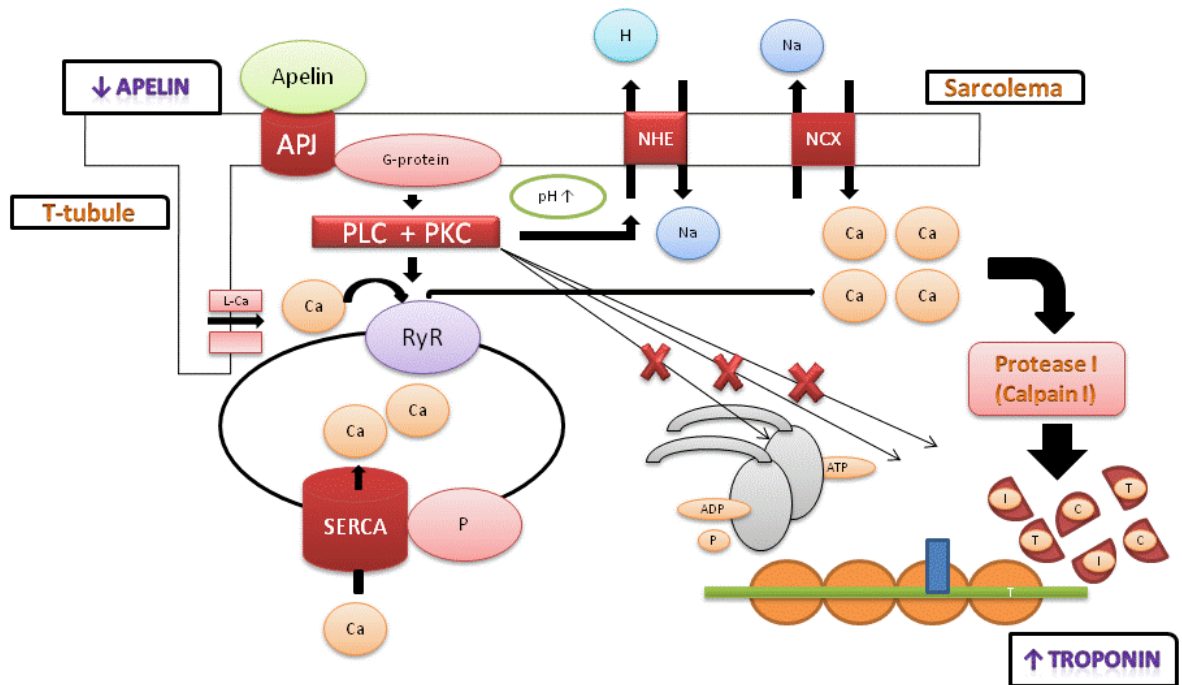 H
Na
↓ APELIN
Apelin
Sarcolema
APJ
G-protein
NHE
NCX
pH ↑
T-tubule
PLC + PKC
Na
Ca
Ca
L-Ca
Ca
RyR
Ca
Ca
Protease I
(Calpain I)
Ca
Ca
ATP
ADP
P
SERCA
P
I
C
T
T
I
C
T
Ca
↑ TROPONIN